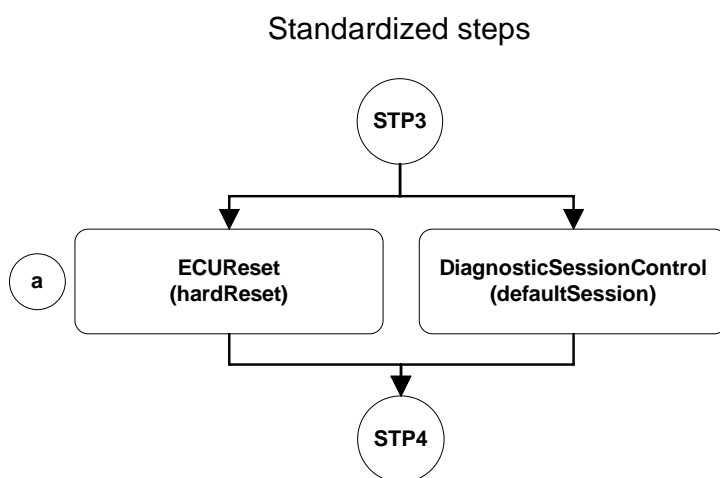 Standardized steps
STP3
a
ECUReset
(hardReset)
DiagnosticSessionControl
(defaultSession)
STP4